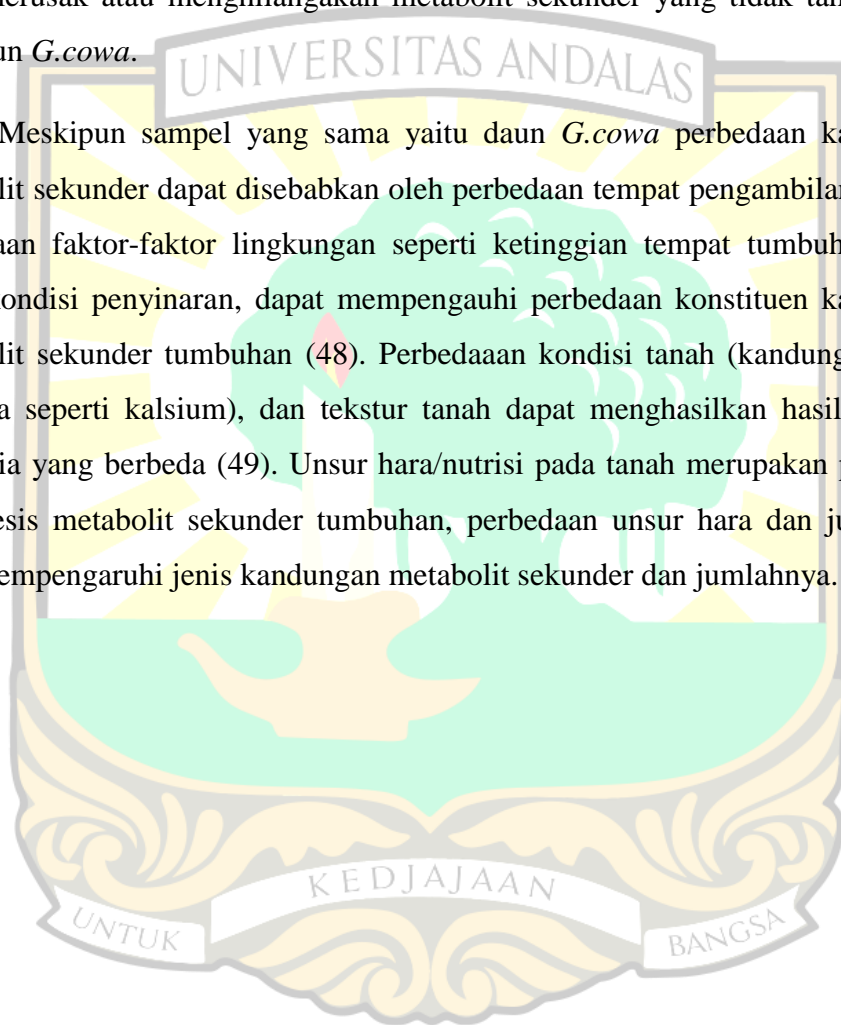 merusak atau menghilangakan metabolit sekunder yang tidak
un G.cowa.
UNIVERSITAS ANDALAS
Meskipun sampel yang sama yaitu daun G.cowa perbedaan ka
lit sekunder dapat disebabkan oleh perbedaan tempat pengambilan
aan faktor-faktor lingkungan seperti ketinggian tempat tumbuh
ondisi penyinaran, dapat mempengauhi perbedaan konstituen ka
lit sekunder tumbuhan (48). Perbedaaan kondisi tanah (kandung
a seperti kalsium), dan tekstur tanah dapat menghasilkan hasil
ia yang berbeda (49). Unsur hara/nutrisi pada tanah merupakan p
esis metabolit sekunder tumbuhan, perbedaan unsur hara dan ju
empengaruhi jenis kandungan metabolit sekunder dan jumlahnya.
KEDJAJAAN
UNTUK BANGSA